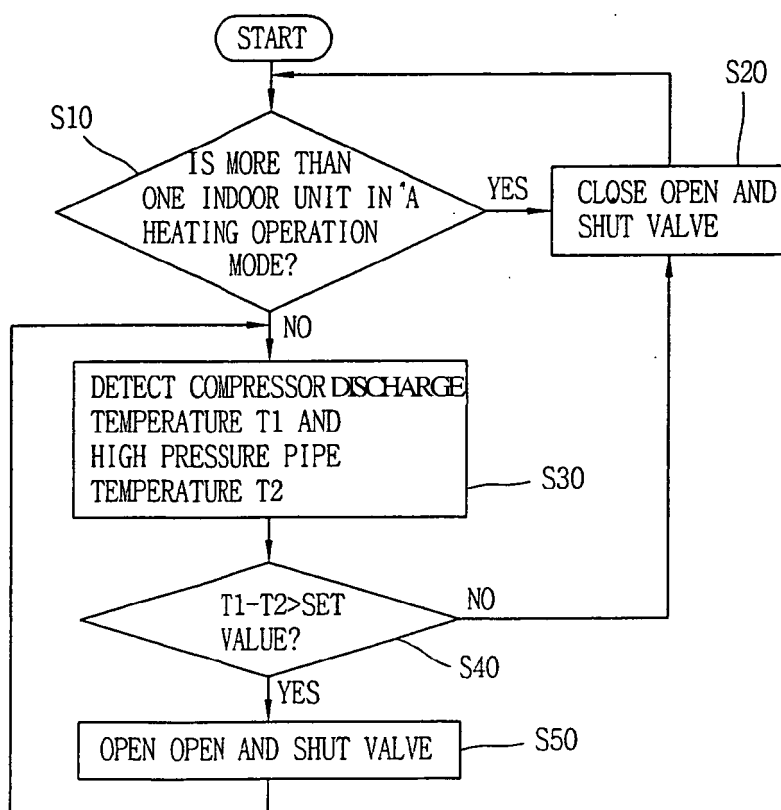 START
S10
S20
IS MORE THAN
ONE INDOOR UNIT IN A
HEATING OPERATION
MODE?
YES
CLOSE OPEN AND
SHUT VALVE
NO
DETECT COMPRESSOR DISCHARGE
TEMPERATURE T1 AND
HIGH PRESSURE PIPE
TEMPERATURE T2
S30
T1-T2>SET
VALUE?
NO
S40
YES
OPEN OPEN AND SHUT VALVE
S50